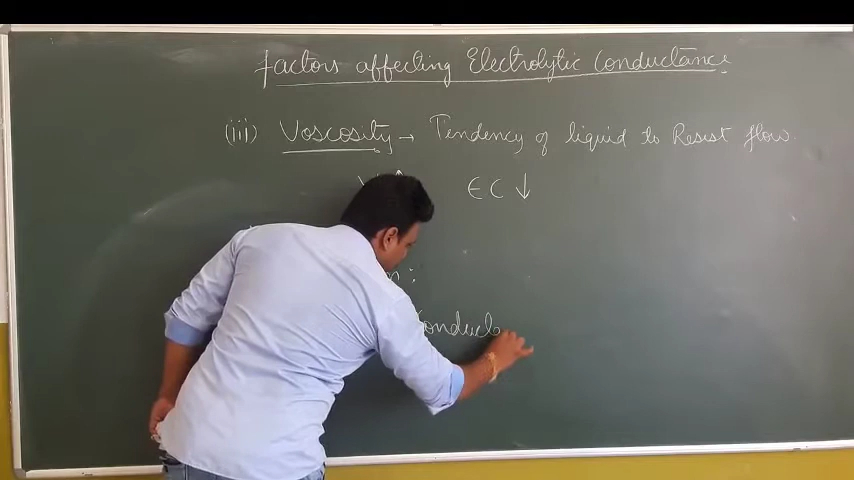 Factors affecting Electrolytic Conductance
(iii) Viscosity → Tendency of liquid to Resist flow.
↑ EC ↓